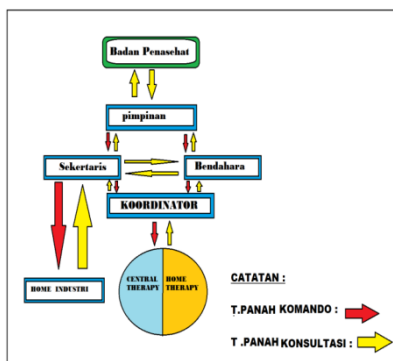 Badan Penasehat
pimpinan
Sekertaris
Bendahara
KOORDINATOR
CENTRAL THERAPY
HOME THERAPY
HOME INDUSTRI
CATATAN :
T.PANAH KOMANDO :
T .PANAH KONSULTASI :